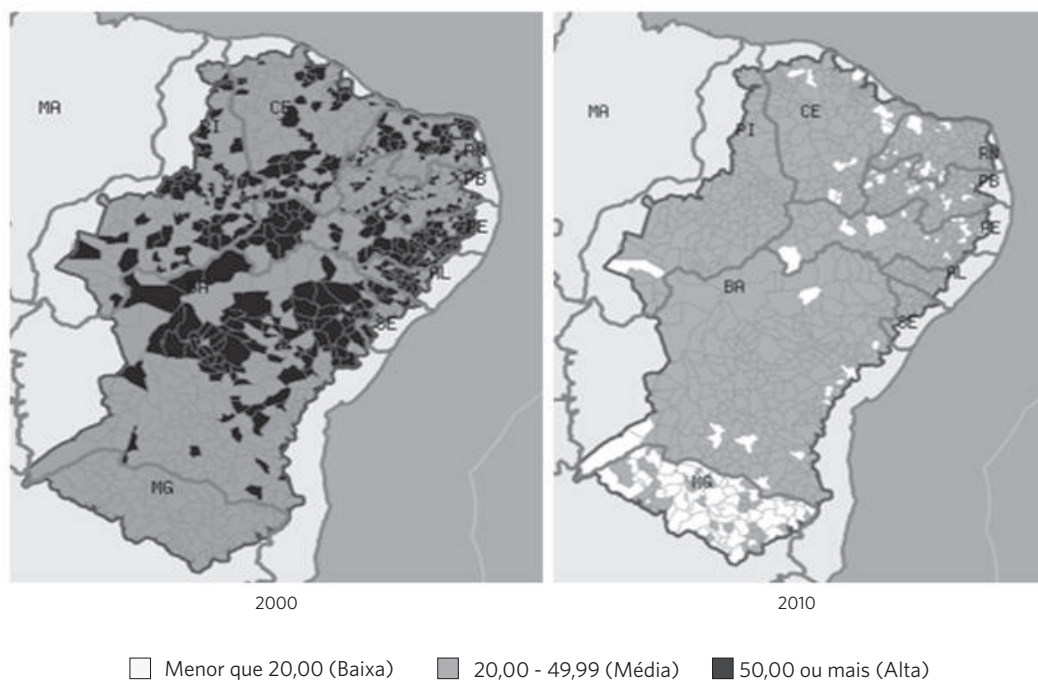 MA
CE
PI
RN
PB
PE
BA
AL
SE
MG
2000
MA
CE
PI
RN
PB
PE
BA
AL
SE
MG
2010
Menor que 20,00 (Baixa) 20,00 - 49,99 (Média) 50,00 ou mais (Alta)